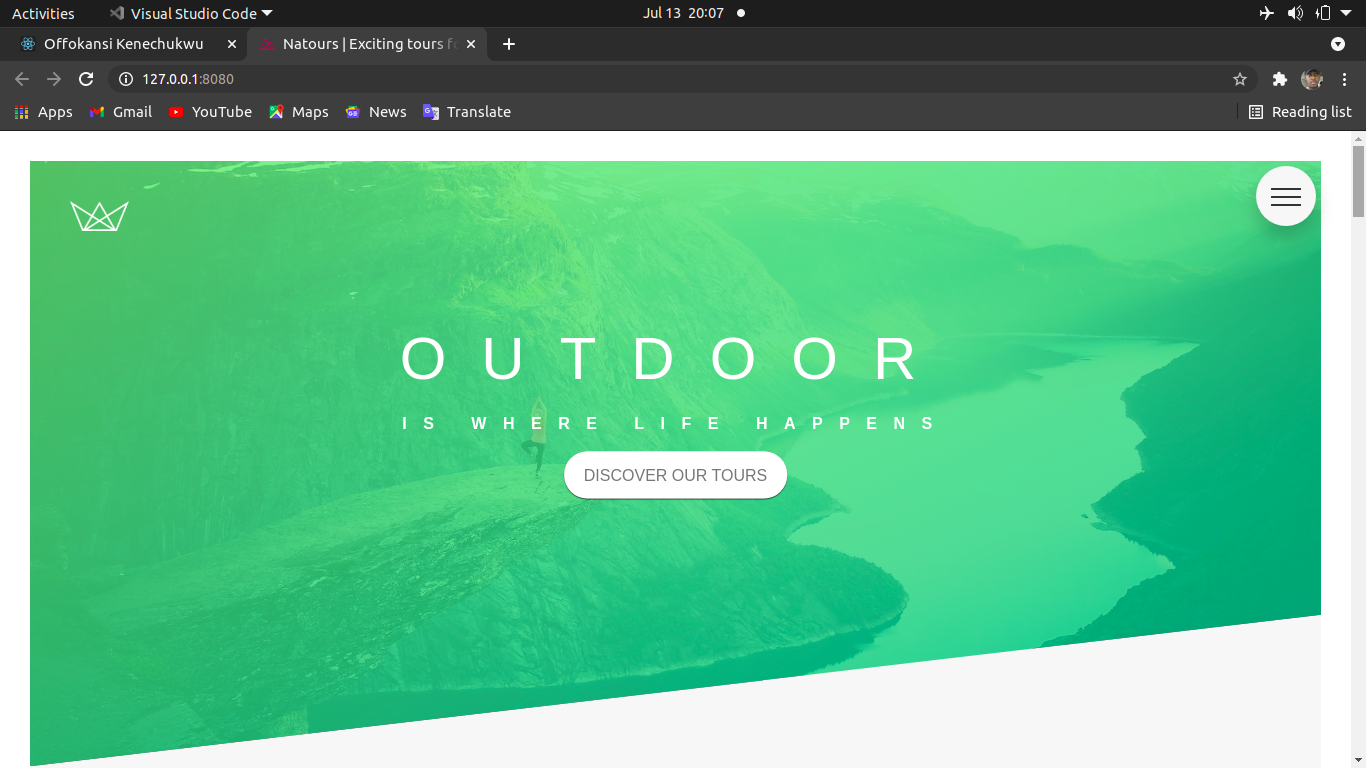 Activities Visual Studio Code Jul 13 20:07
Offokansi Kenechukwu Natours | Exciting tours fo
127.0.0.1:8080
Apps Gmail YouTube Maps News Translate Reading list
OUTDOOR
IS WHERE LIFE HAPPENS
DISCOVER OUR TOURS